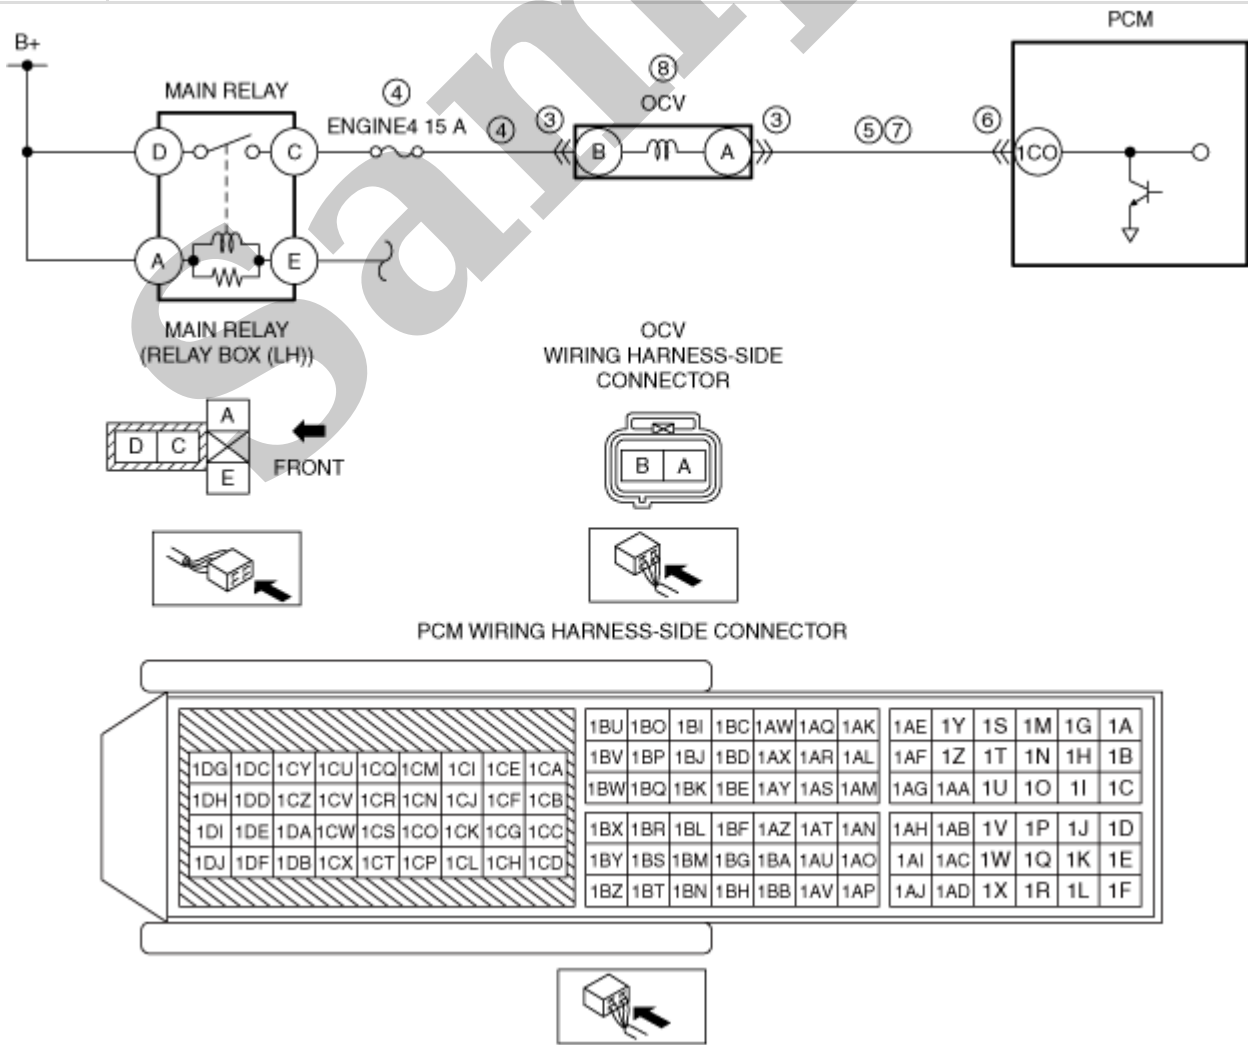 PCM
B+
MAIN RELAY
④
⑧
OCV
ENGINE4 15 A
④
③
③
⑤⑦
⑥
D
C
B
A
1CO
A
E
MAIN RELAY
(RELAY BOX (LH))
OCV
WIRING HARNESS-SIDE
CONNECTOR
A
D C
E
FRONT
B A
PCM WIRING HARNESS-SIDE CONNECTOR
1BU 1BO 1BI 1BC 1AW 1AQ 1AK 1AE 1Y 1S 1M 1G 1A
1DG 1DC 1CY 1CU 1CQ 1CM 1CI 1CE 1CA 1BV 1BP 1BJ 1BD 1AX 1AR 1AL 1AF 1Z 1T 1N 1H 1B
1DH 1DD 1CZ 1CV 1CR 1CN 1CJ 1CF 1CB 1BW 1BQ 1BK 1BE 1AY 1AS 1AM 1AG 1AA 1U 1O 1I 1C
1DI 1DE 1DA 1CW 1CS 1CO 1CK 1CG 1CC 1BX 1BR 1BL 1BF 1AZ 1AT 1AN 1AH 1AB 1V 1P 1J 1D
1DJ 1DF 1DB 1CX 1CT 1CP 1CL 1CH 1CD 1BY 1BS 1BM 1BG 1BA 1AU 1AO 1AI 1AC 1W 1Q 1K 1E
1BZ 1BT 1BN 1BH 1BB 1AV 1AP 1AJ 1AD 1X 1R 1L 1F